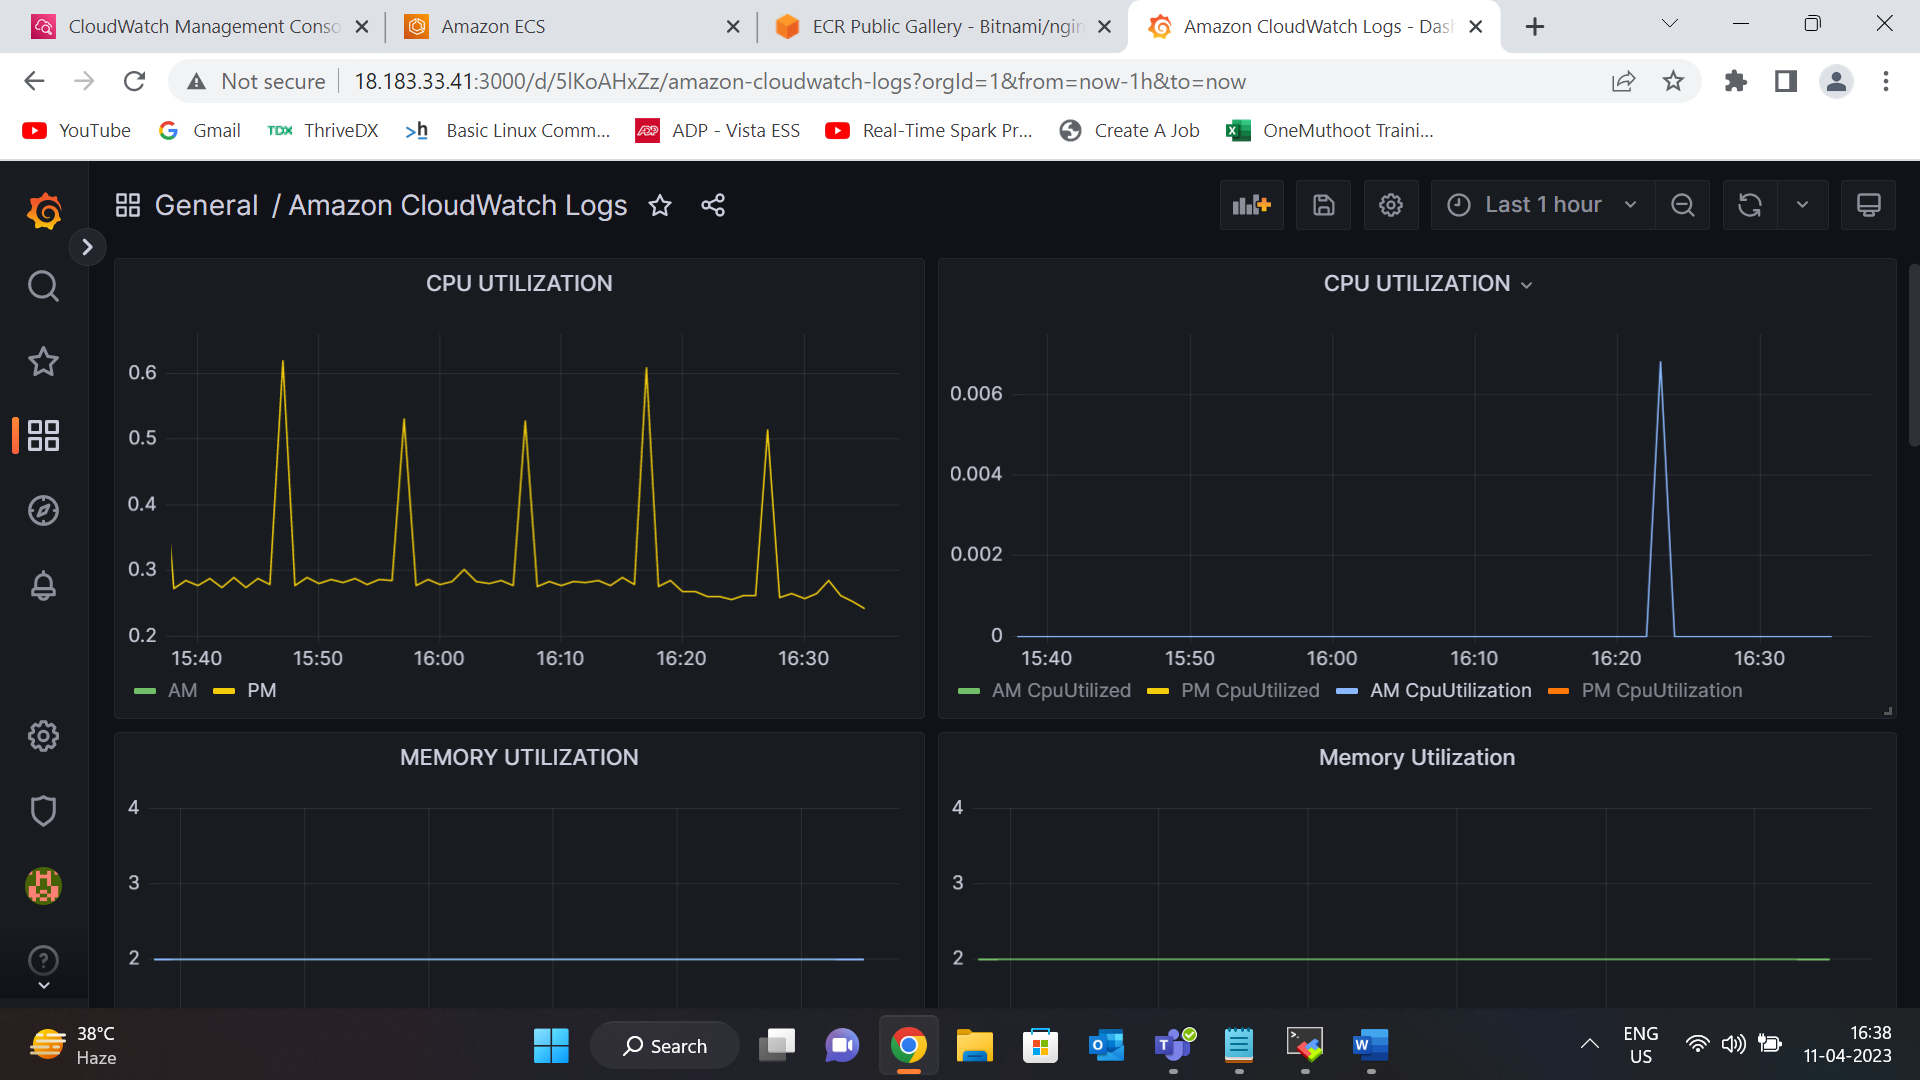 CloudWatch Management Conso
Amazon ECS
ECR Public Gallery - Bitnami/ngin
Amazon CloudWatch Logs - Das
Not secure
18.183.33.41:3000/d/5lKoAHxZz/amazon-cloudwatch-logs?orgId=1&from=now-1h&to=now
YouTube
Gmail
TDX ThriveDX
>h Basic Linux Comm...
ADP ADP - Vista ESS
Real-Time Spark Pr...
Create A Job
OneMuthoot Traini...
General / Amazon CloudWatch Logs
Last 1 hour
CPU UTILIZATION
0.6
0.5
0.4
0.3
0.2
15:40 15:50 16:00 16:10 16:20 16:30
AM PM
CPU UTILIZATION
0.006
0.004
0.002
0
15:40 15:50 16:00 16:10 16:20 16:30
AM CpuUtilized PM CpuUtilized AM CpuUtilization PM CpuUtilization
MEMORY UTILIZATION
4
3
2
Memory Utilization
4
3
2
38°C
Haze
Search
ENG
US
16:38
11-04-2023